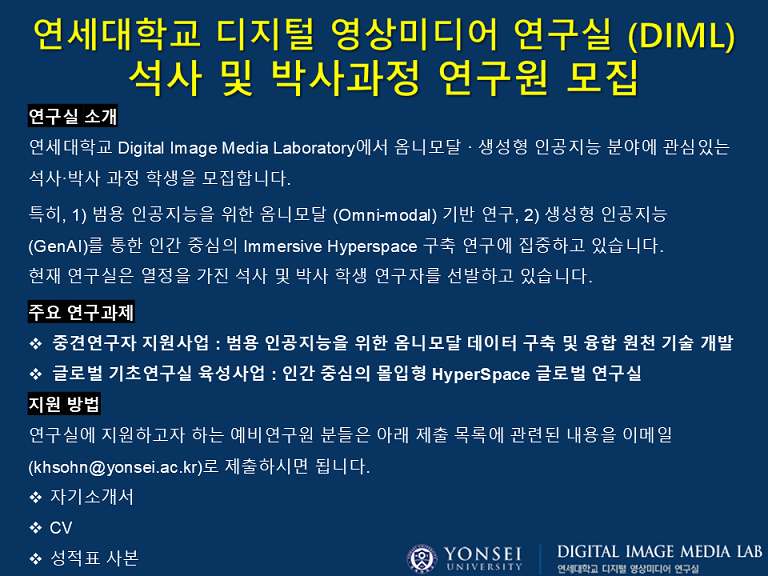 연세대학교 디지털 영상미디어 연구실 (DIML)
석사 및 박사과정 연구원 모집
연구실 소개
연세대학교 Digital Image Media Laboratory에서 옴니모달 · 생성형 인공지능 분야에 관심있는
석사·박사 과정 학생을 모집합니다.
특히, 1) 범용 인공지능을 위한 옴니모달 (Omni-modal) 기반 연구, 2) 생성형 인공지능
(GenAI)를 통한 인간 중심의 Immersive Hyperspace 구축 연구에 집중하고 있습니다.
현재 연구실은 열정을 가진 석사 및 박사 학생 연구자를 선발하고 있습니다.
주요 연구과제
❖ 중견연구자 지원사업 : 범용 인공지능을 위한 옴니모달 데이터 구축 및 융합 원천 기술 개발
❖ 글로벌 기초연구실 육성사업 : 인간 중심의 몰입형 HyperSpace 글로벌 연구실
지원 방법
연구실에 지원하고자 하는 예비연구원 분들은 아래 제출 목록에 관련된 내용을 이메일
(khsohn@yonsei.ac.kr)로 제출하시면 됩니다.
❖ 자기소개서
❖ CV
❖ 성적표 사본
YONSEI
UNIVERSITY
DIGITAL IMAGE MEDIA LAB
연세대학교 디지털 영상미디어 연구실